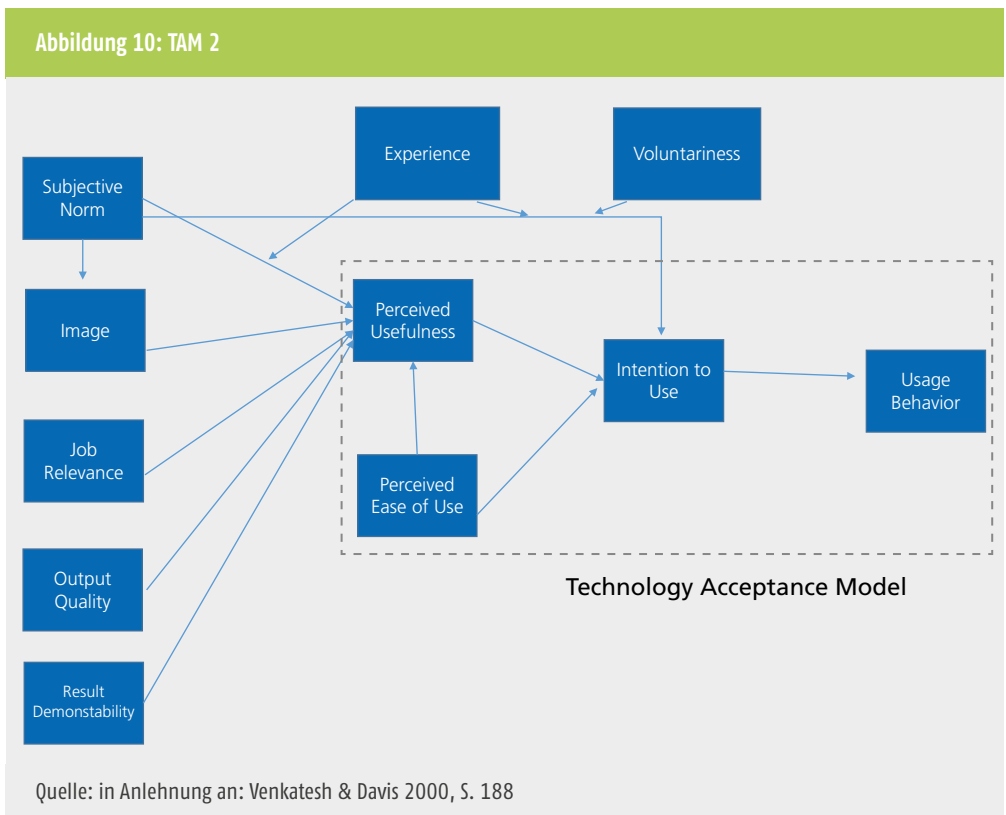 Abbildung 10: TAM 2
Experience
Voluntariness
Subjective
Norm
Image
Perceived
Usefulness
Intention to
Use
Usage
Behavior
Job
Relevance
Perceived
Ease of Use
Output
Quality
Technology Acceptance Model
Result
Demonstability
Quelle: in Anlehnung an: Venkatesh & Davis 2000, S. 188